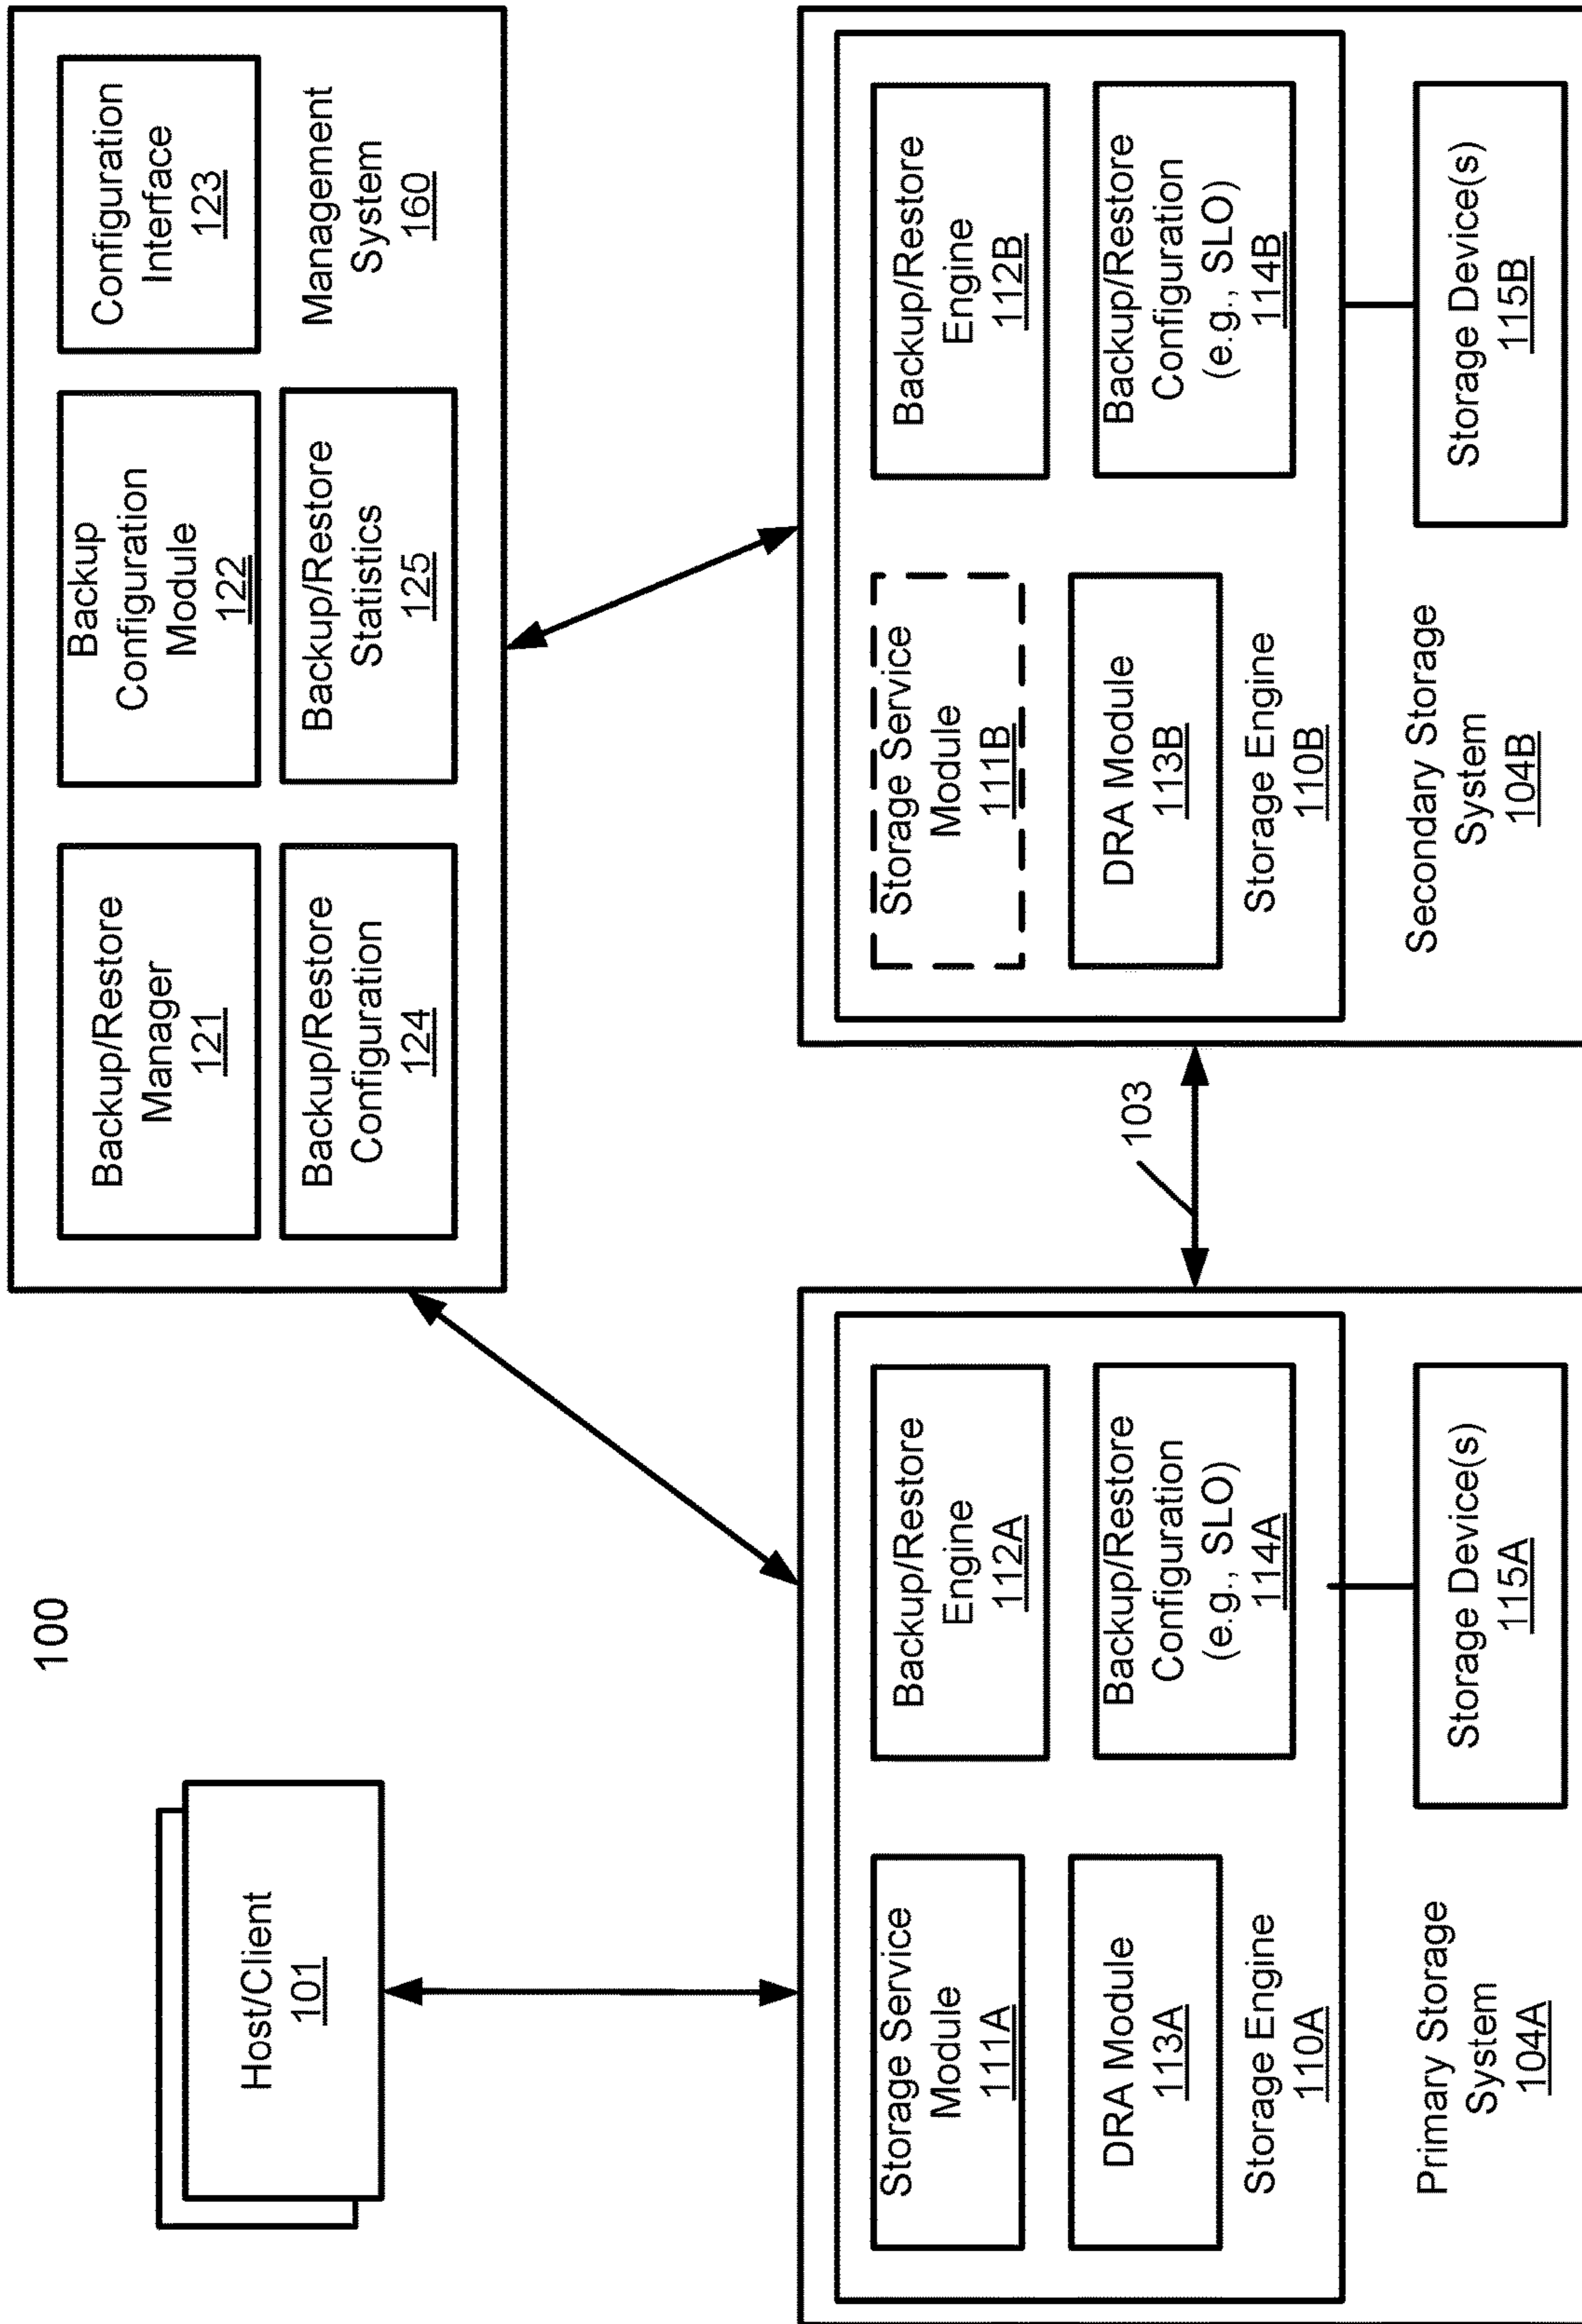 100
Host/Client
101
Backup/Restore
Manager
121
Backup
Configuration
Module
122
Configuration
Interface
123
Backup/Restore
Configuration
124
Backup/Restore
Statistics
125
Management
System
160
Storage Service
Module
111A
Backup/Restore
Engine
112A
DRA Module
113A
Backup/Restore
Configuration
(e.g., SLO)
114A
Storage Engine
110A
Primary Storage
System
104A
Storage Device(s)
115A
103
Storage Service
Module
111B
Backup/Restore
Engine
112B
DRA Module
113B
Backup/Restore
Configuration
(e.g., SLO)
114B
Storage Engine
110B
Secondary Storage
System
104B
Storage Device(s)
115B